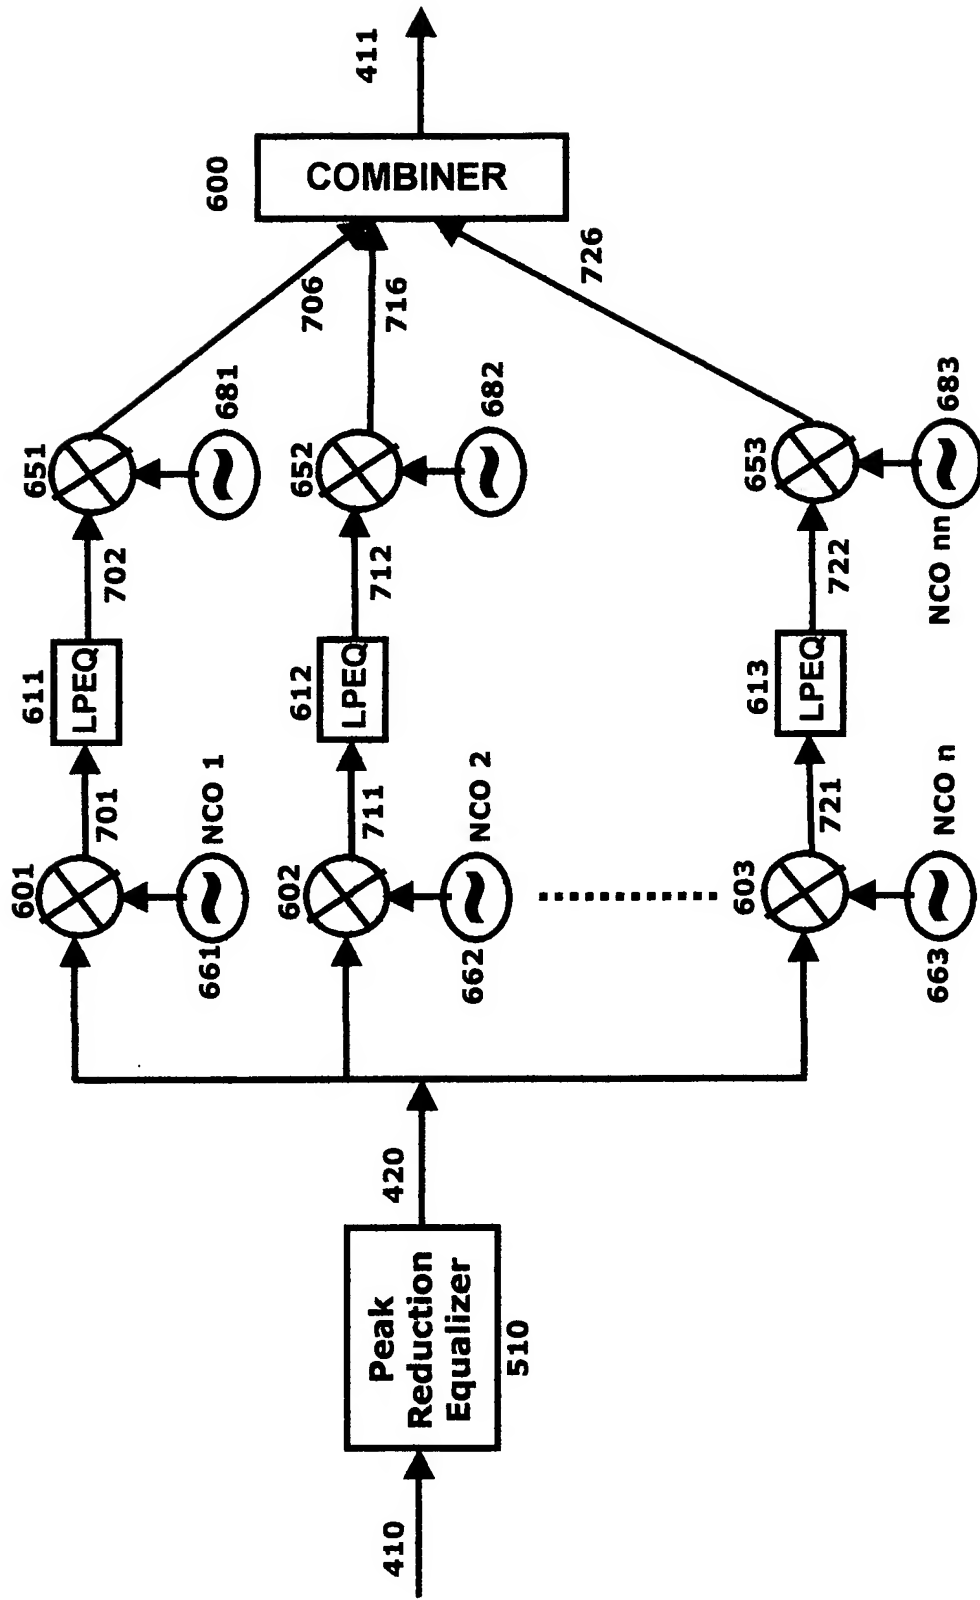 410
Peak
Reduction
Equalizer
510
420
601
661
NCO 1
701
611
LPEQ
702
651
681
706
602
662
NCO 2
711
612
LPEQ
712
652
682
716
603
663
NCO n
721
613
LPEQ
722
653
NCO nn
683
726
600
COMBINER
411